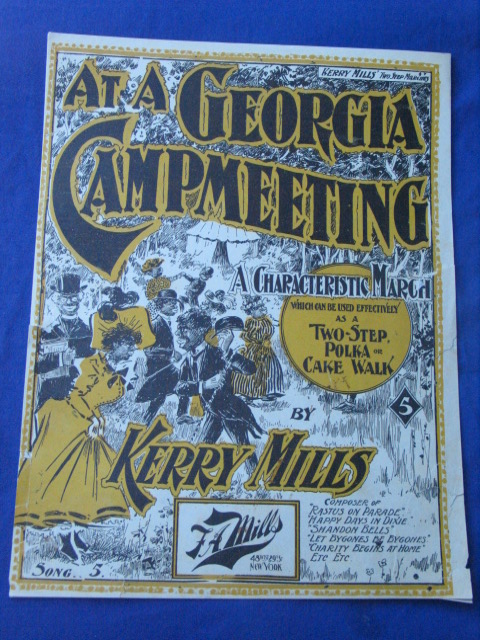 KERRY MILLS' TWO STEP MARCHES
AT A GEORGIA
CAMPMEETING
A CHARACTERISTIC MARCH
WHICH CAN BE USED EFFECTIVELY
AS A
TWO-STEP,
POLKA OR
CAKE WALK
5
BY
KERRY MILLS
COMPOSER OF
"RASTUS ON PARADE"
"HAPPY DAYS IN DIXIE"
"SHANDON BELLS"
"LET BYGONES BE BYGONES"
"CHARITY BEGINS AT HOME"
ETC ETC
F.A. Mills
NEW YORK
SONG. 5.